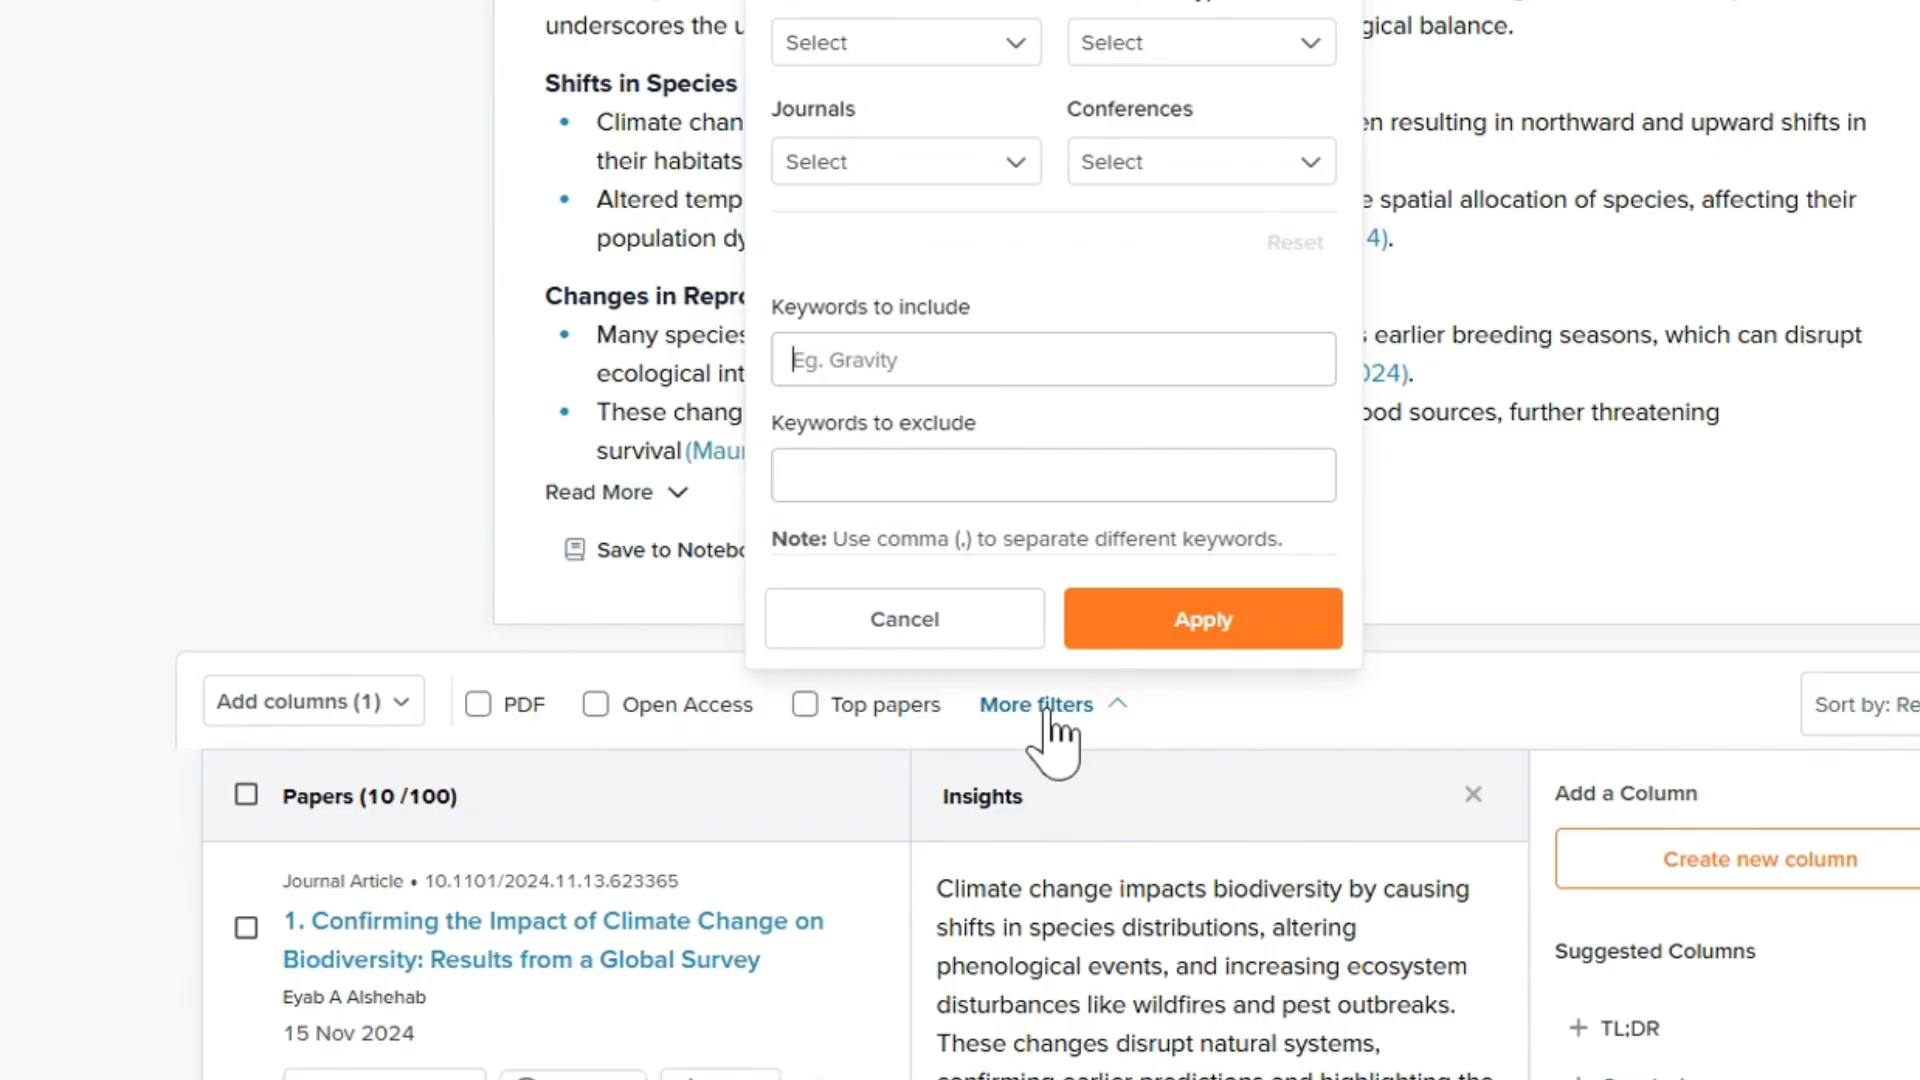 underscores the u
gical balance.
Select
Select
Shifts in Species
Journals
Conferences
Climate chan
en resulting in northward and upward shifts in
their habitats
Select
Select
Altered temp
e spatial allocation of species, affecting their
population dy
Reset
4).
Changes in Repro
Keywords to include
Many species
earlier breeding seasons, which can disrupt
Eg. Gravity
ecological int
024).
These chang
ood sources, further threatening
Keywords to exclude
survival (Maur
Read More
Note: Use comma (,) to separate different keywords.
Save to Notebo
Cancel
Apply
Add columns (1)
PDF
Open Access
Top papers
More filters
Sort by: Re
Papers (10 /100)
Insights
Add a Column
Create new column
Journal Article • 10.1101/2024.11.13.623365
1. Confirming the Impact of Climate Change on
Biodiversity: Results from a Global Survey
Eyab A Alshehab
15 Nov 2024
Climate change impacts biodiversity by causing
shifts in species distributions, altering
phenological events, and increasing ecosystem
disturbances like wildfires and pest outbreaks.
These changes disrupt natural systems,
confirming earlier predictions and highlighting the
Suggested Columns
+ TL;DR